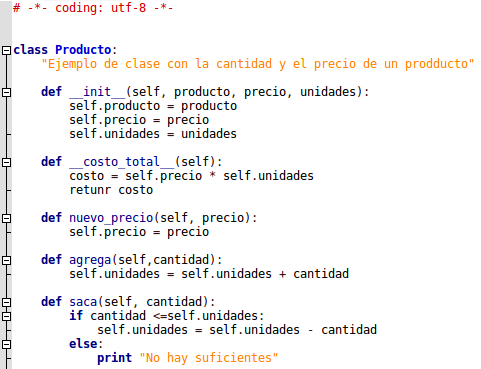 # -*- coding: utf-8 -*-
class Producto:
"Ejemplo de clase con la cantidad y el precio de un prodducto"
def __init__(self, producto, precio, unidades):
self.producto = producto
self.precio = precio
self.unidades = unidades
def __costo_total__(self):
costo = self.precio * self.unidades
retunr costo
def nuevo_precio(self, precio):
self.precio = precio
def agrega(self,cantidad):
self.unidades = self.unidades + cantidad
def saca(self, cantidad):
if cantidad <=self.unidades:
self.unidades = self.unidades - cantidad
else:
print "No hay suficientes"